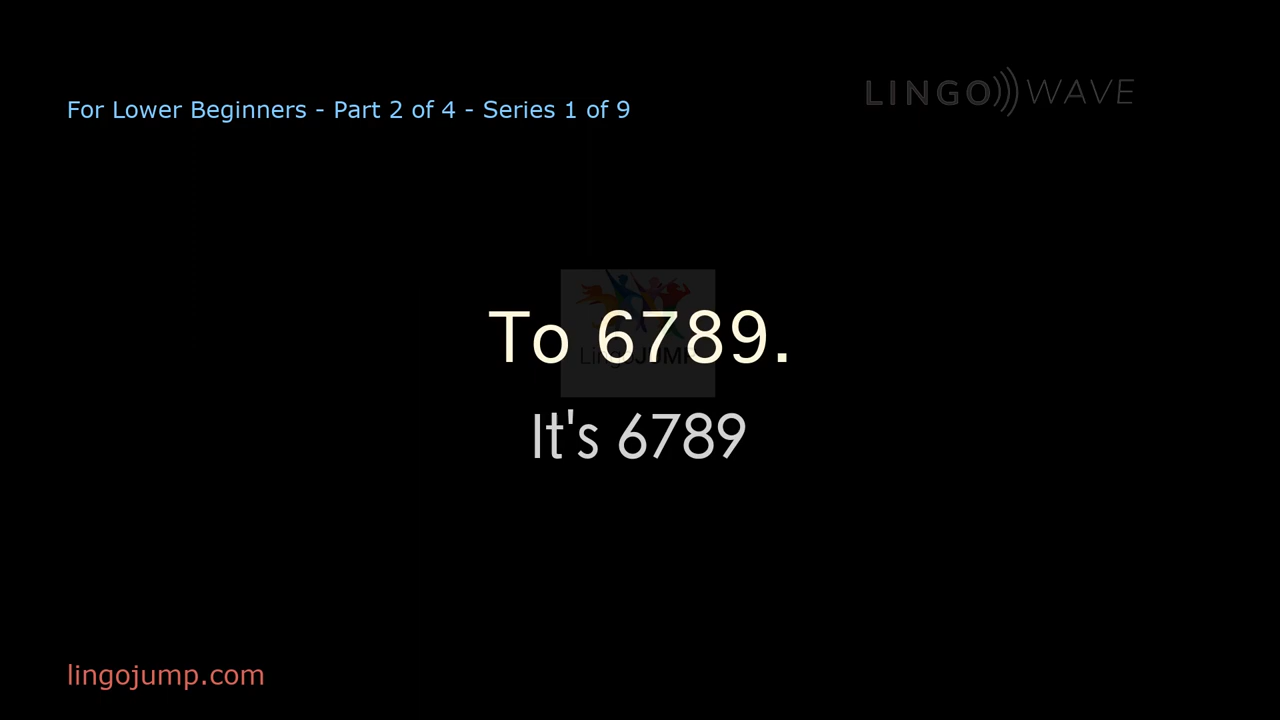 For Lower Beginners - Part 2 of 4 - Series 1 of 9
LINGO WAVE
To 6789.
LingoJUMP
It's 6789
lingojump.com